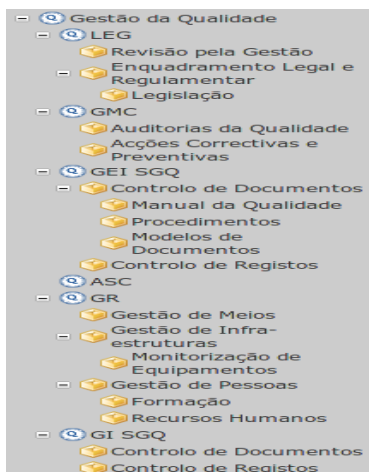 Gestão da Qualidade
LEG
Revisão pela Gestão
Enquadramento Legal e
Regulamentar
Legislação
GMC
Auditorias da Qualidade
Acções Correctivas e
Preventivas
GEI SGQ
Controlo de Documentos
Manual da Qualidade
Procedimentos
Modelos de
Documentos
Controlo de Registos
ASC
GR
Gestão de Meios
Gestão de Infra-
estruturas
Monitorização de
Equipamentos
Gestão de Pessoas
Formação
Recursos Humanos
GI SGQ
Controlo de Documentos
Controlo de Registos